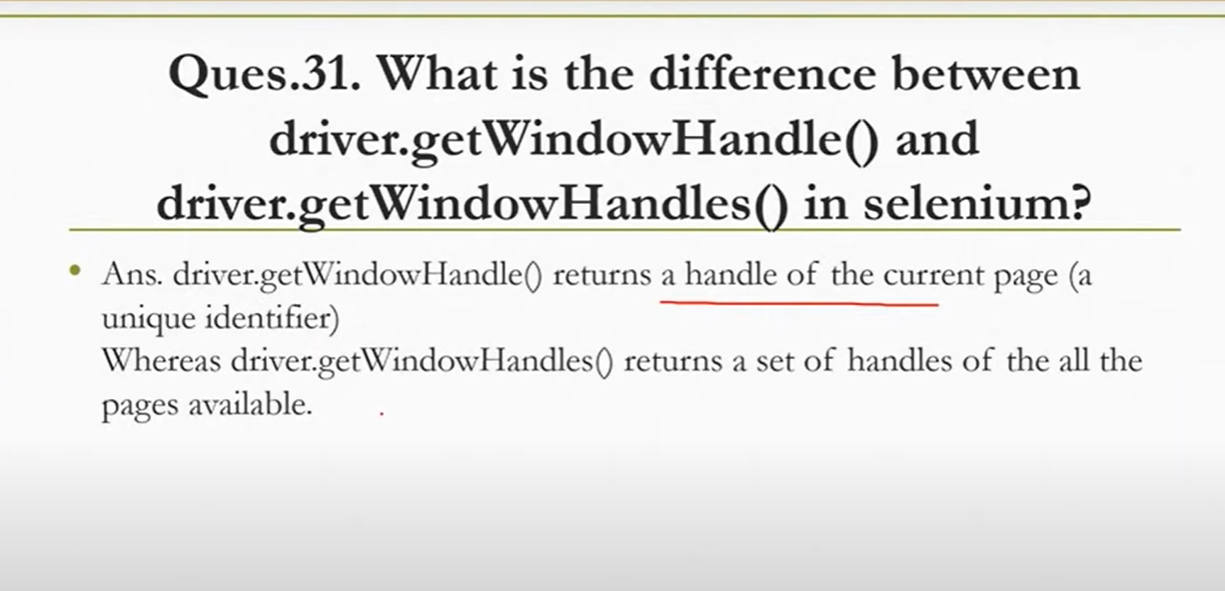 Ques.31. What is the difference between
driver.getWindowHandle() and
driver.getWindowHandles() in selenium?
• Ans. driver.getWindowHandle() returns a handle of the current page (a
unique identifier)
Whereas driver.getWindowHandles() returns a set of handles of the all the
pages available.